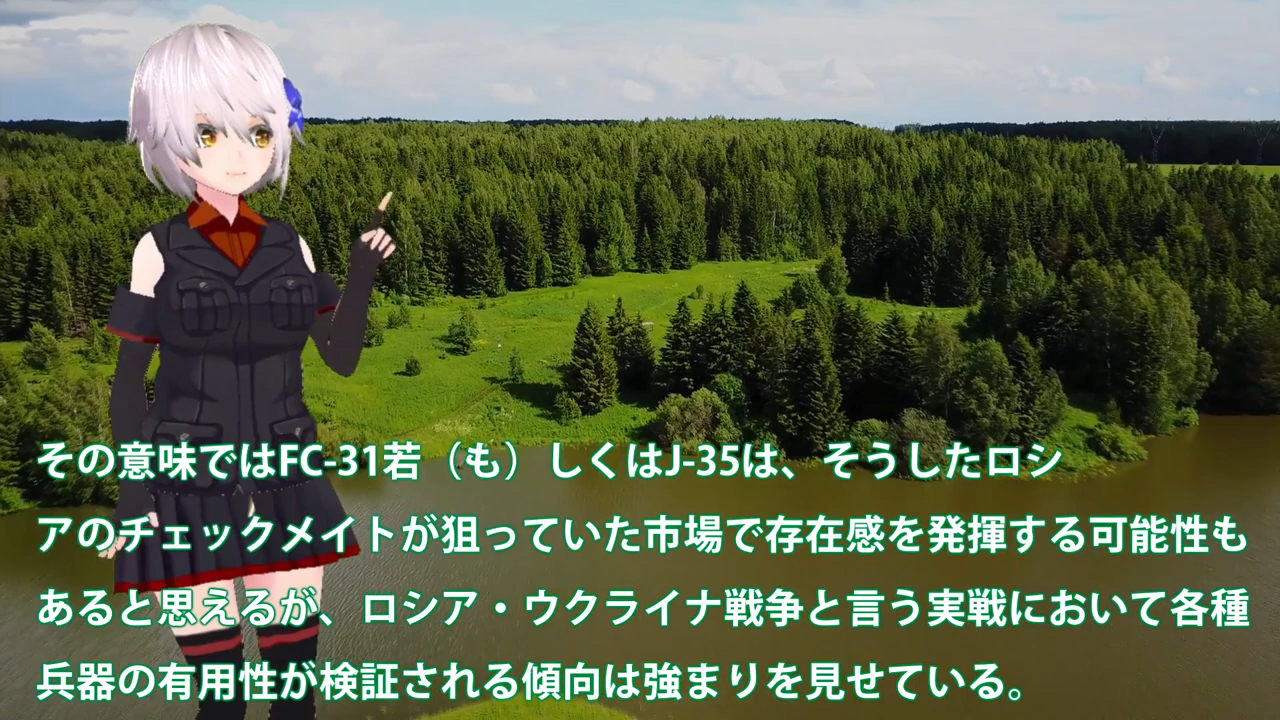 その意味ではFC-31若（も）しくはJ-35は、そうしたロシ
アのチェックメイトが狙っていた市場で存在感を発揮する可能性も
あると思えるが、ロシア・ウクライナ戦争と言う実戦において各種
兵器の有用性が検証される傾向は強まりを見せている。